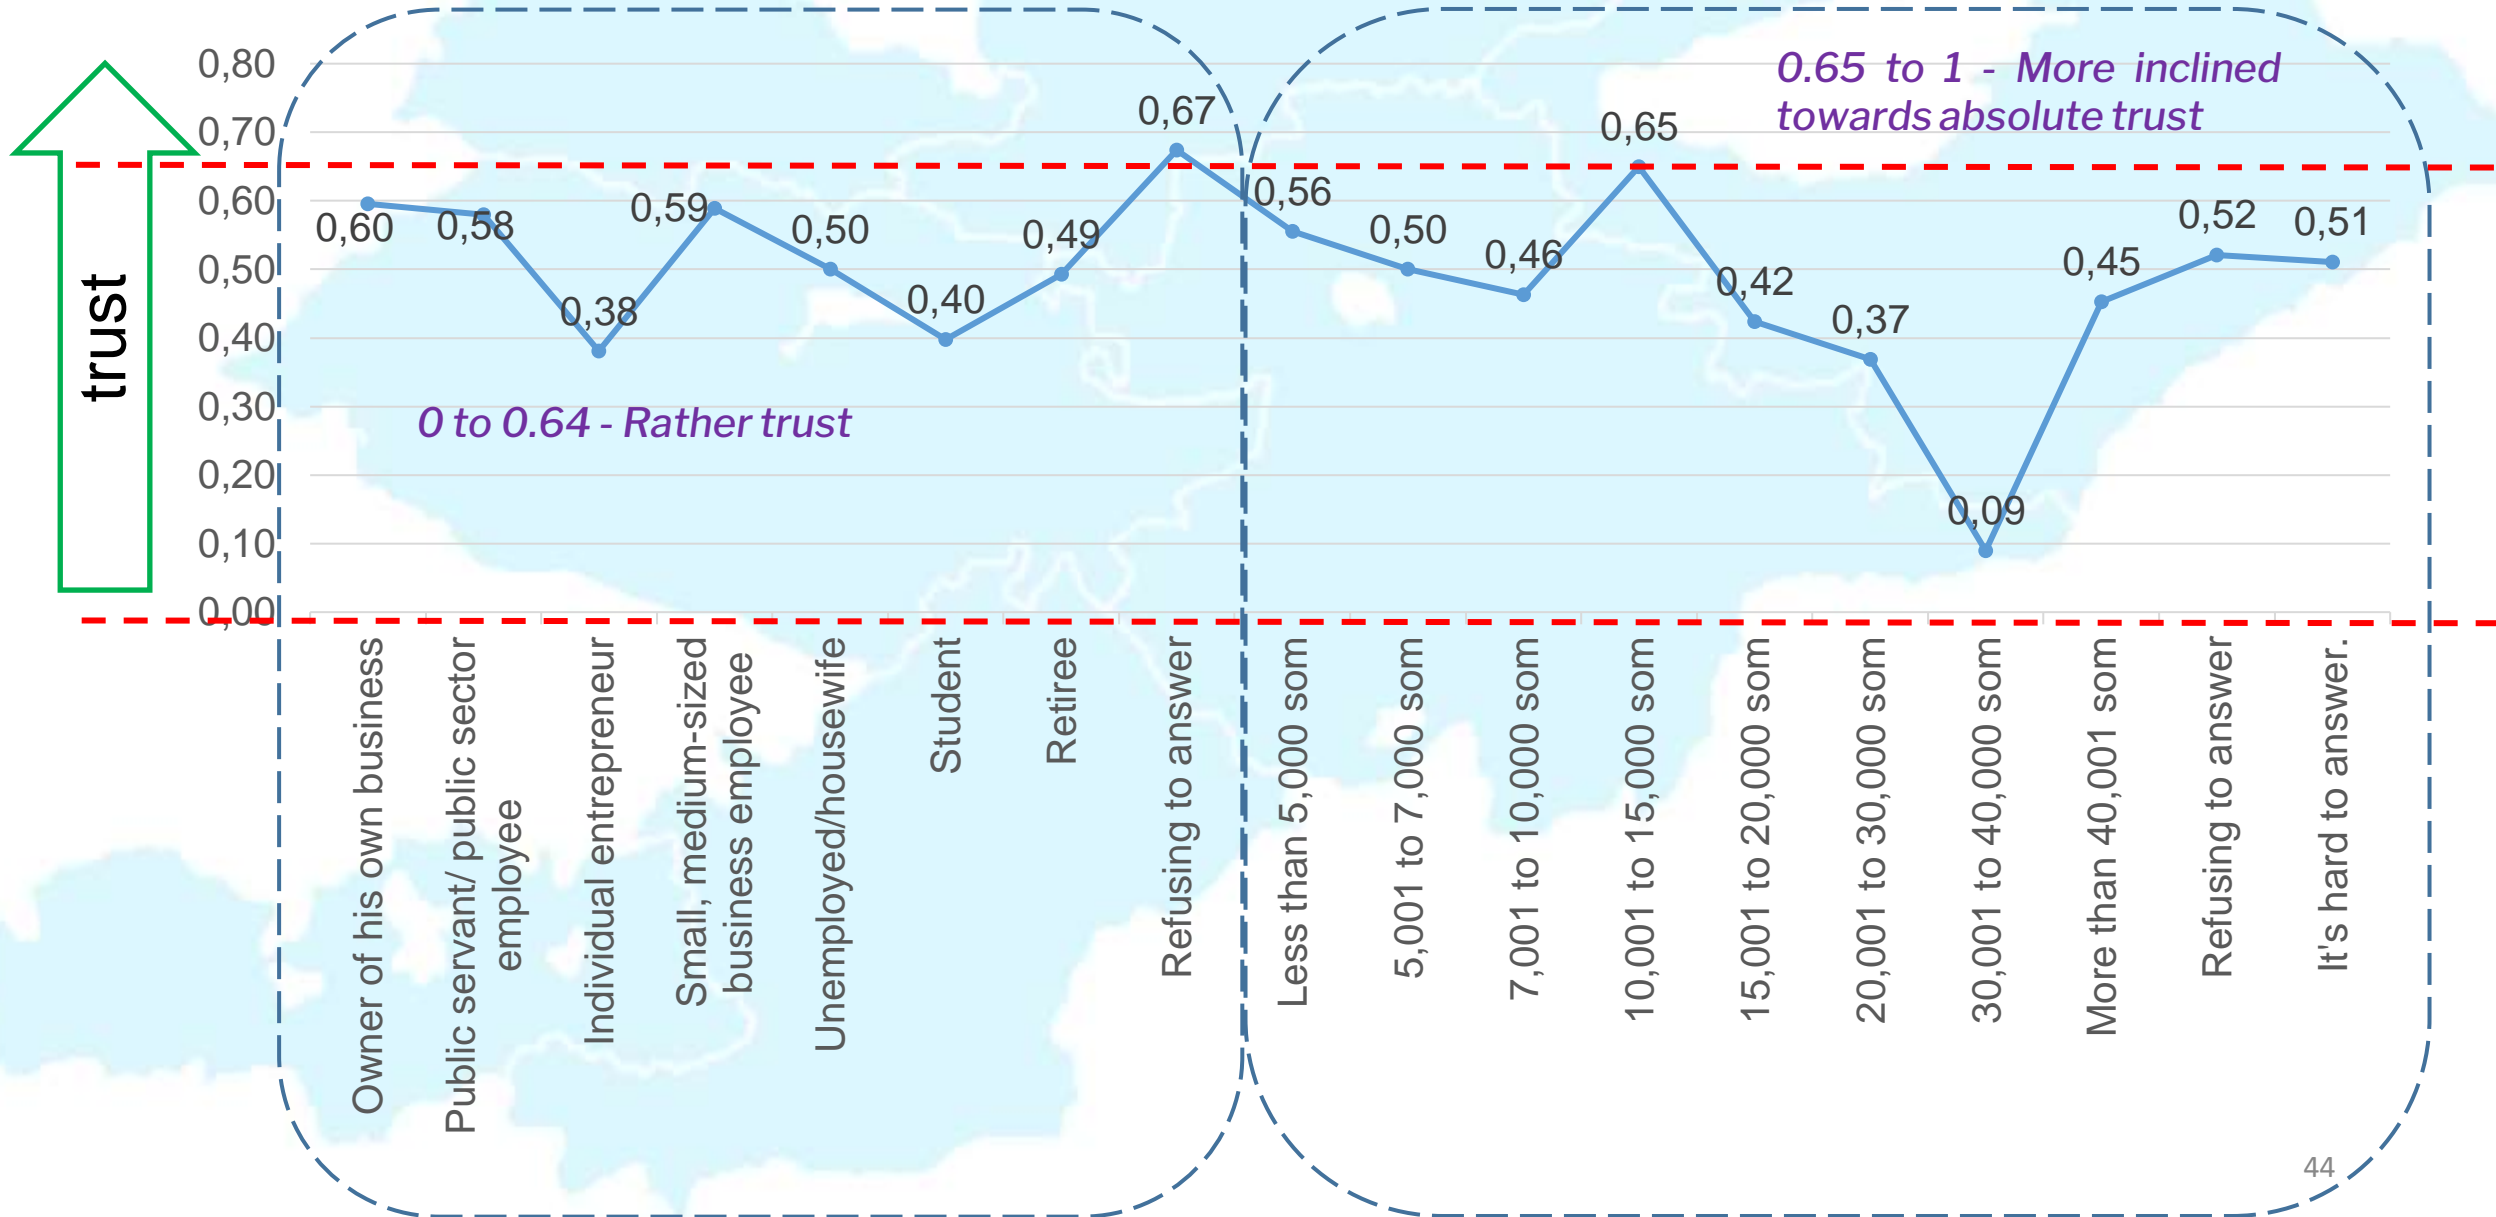 0.65 to 1 - More inclined
towards absolute trust
0 to 0.64 - Rather trust
trust
0,80
0,70
0,60
0,50
0,40
0,30
0,20
0,10
0,00
0,60
0,58
0,38
0,59
0,50
0,40
0,49
0,67
0,56
0,50
0,46
0,65
0,42
0,37
0,09
0,45
0,52
0,51
Owner of his own business
Public servant/ public sector
employee
Individual entrepreneur
Small, medium-sized
business employee
Unemployed/housewife
Student
Retiree
Refusing to answer
Less than 5,000 som
5,001 to 7,000 som
7,001 to 10,000 som
10,001 to 15,000 som
15,001 to 20,000 som
20,001 to 30,000 som
30,001 to 40,000 som
More than 40,001 som
Refusing to answer
It's hard to answer.
44